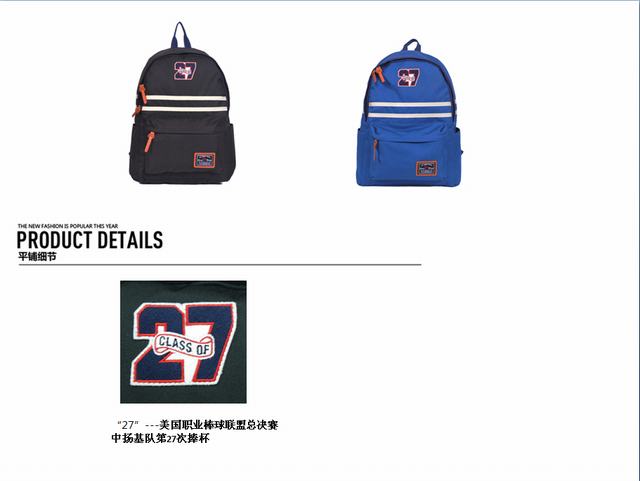 27
27
THE NEW FASHION IS POPULAR THIS YEAR
PRODUCT DETAILS
平铺细节
27
CLASS OF
“27”---美国职业棒球联盟总决赛
中扬基队第27次捧杯